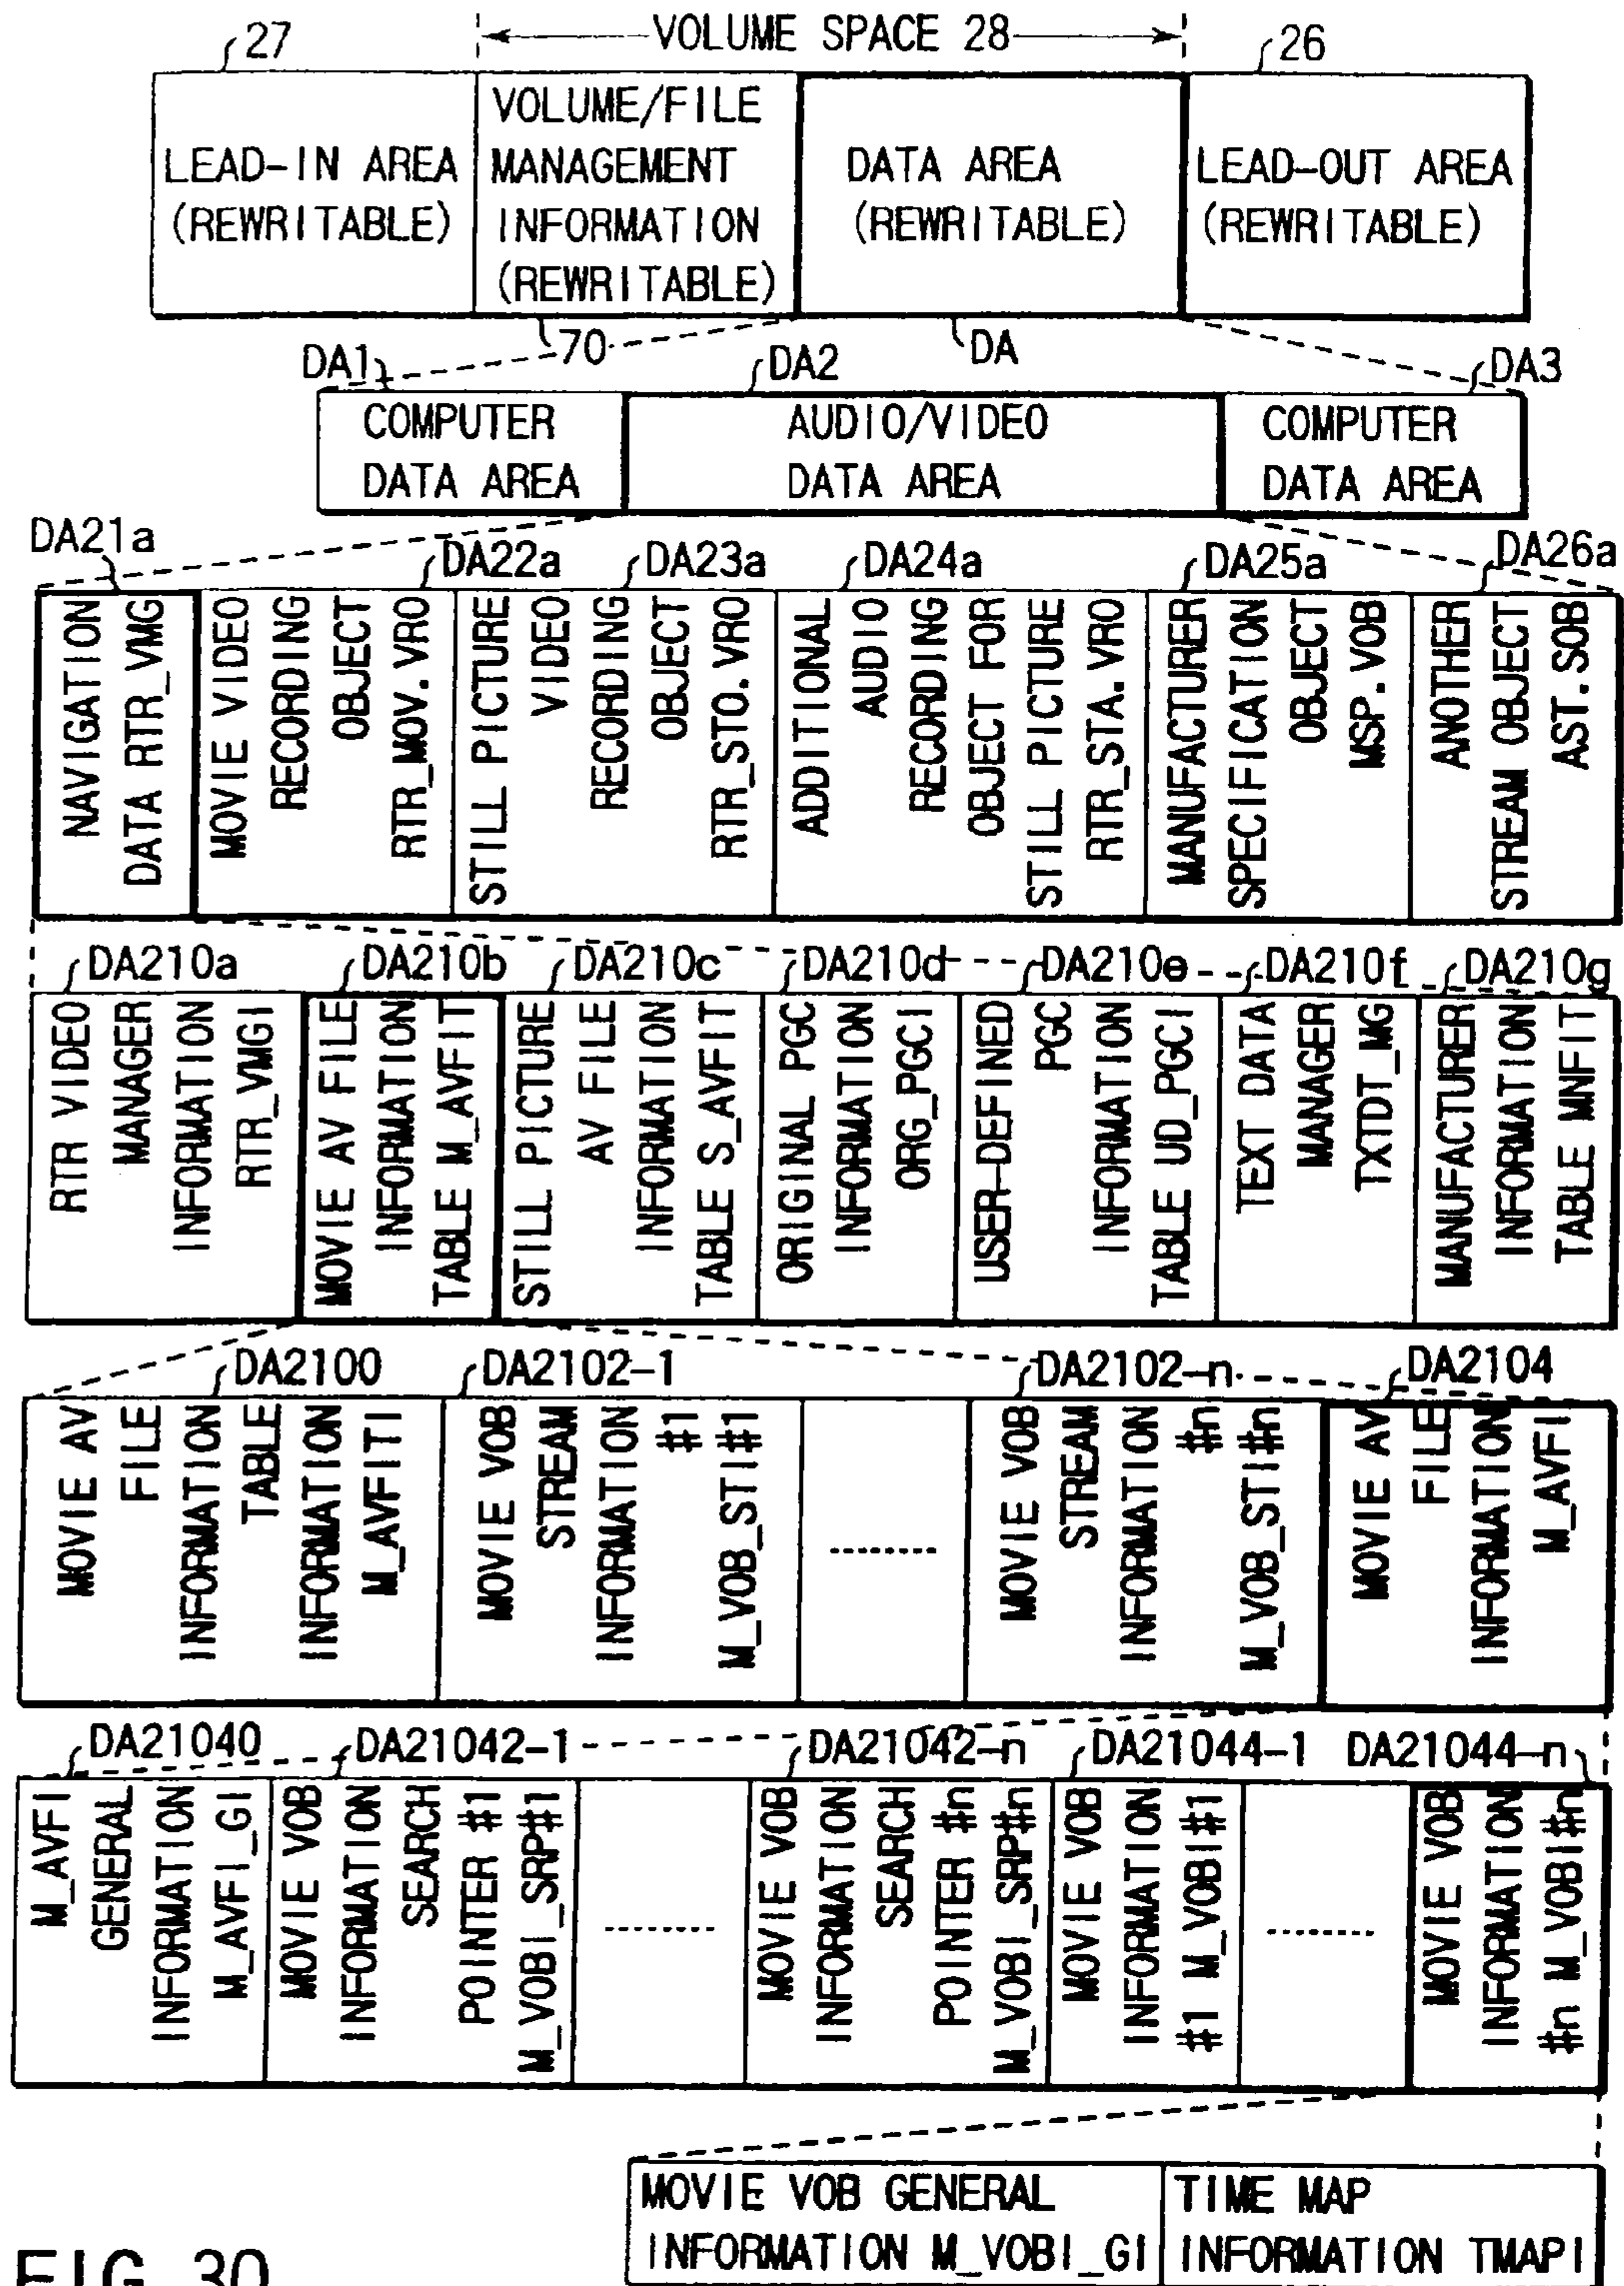 27
VOLUME SPACE 28
26
LEAD-IN AREA
(REWRITABLE)
VOLUME/FILE
MANAGEMENT
INFORMATION
(REWRITABLE)
DATA AREA
(REWRITABLE)
LEAD-OUT AREA
(REWRITABLE)
70
DA
DA1
DA2
DA3
COMPUTER
DATA AREA
AUDIO/VIDEO
DATA AREA
COMPUTER
DATA AREA
DA21a
DA22a
DA23a
DA24a
DA25a
DA26a
NAVIGATION
DATA RTR_VMG
MOVIE VIDEO
RECORDING
OBJECT
RTR_MOV.VRO
STILL PICTURE
VIDEO
RECORDING
OBJECT
RTR_STO.VRO
ADDITIONAL
AUDIO
RECORDING
OBJECT FOR
STILL PICTURE
RTR_STA.VRO
MANUFACTURER
SPECIFICATION
OBJECT
MSP.VOB
ANOTHER
STREAM OBJECT
AST.SOB
DA210a
DA210b
DA210c
DA210d
DA210e
DA210f
DA210g
RTR VIDEO
MANAGER
INFORMATION
RTR_VMGI
MOVIE AV FILE
INFORMATION
TABLE M_AVFIT
STILL PICTURE
AV FILE
INFORMATION
TABLE S_AVFIT
ORIGINAL PGC
INFORMATION
ORG_PGCI
USER-DEFINED
PGC
INFORMATION
TABLE UD_PGCI
TEXT DATA
MANAGER
TXTDT_MG
MANUFACTURER
INFORMATION
TABLE MNFIT
DA2100
DA2102-1
DA2102-n
DA2104
MOVIE AV
FILE
INFORMATION
TABLE
INFORMATION
M_AVFITI
MOVIE VOB
STREAM
INFORMATION
#1
M_VOB_STI#1
MOVIE VOB
STREAM
INFORMATION
#n
M_VOB_STI#n
MOVIE AV
FILE
INFORMATION
M_AVFI
DA21040
DA21042-1
DA21042-n
DA21044-1
DA21044-n
M_AVFI
GENERAL
INFORMATION
M_AVFI_GI
MOVIE VOB
INFORMATION
SEARCH
POINTER #1
M_VOBI_SRP#1
MOVIE VOB
INFORMATION
SEARCH
POINTER #n
M_VOBI_SRP#n
MOVIE VOB
INFORMATION
#1 M_VOBI#1
MOVIE VOB
INFORMATION
#n M_VOBI#n
MOVIE VOB GENERAL
INFORMATION M_VOBI_GI
TIME MAP
INFORMATION TMAPI
FIG. 30